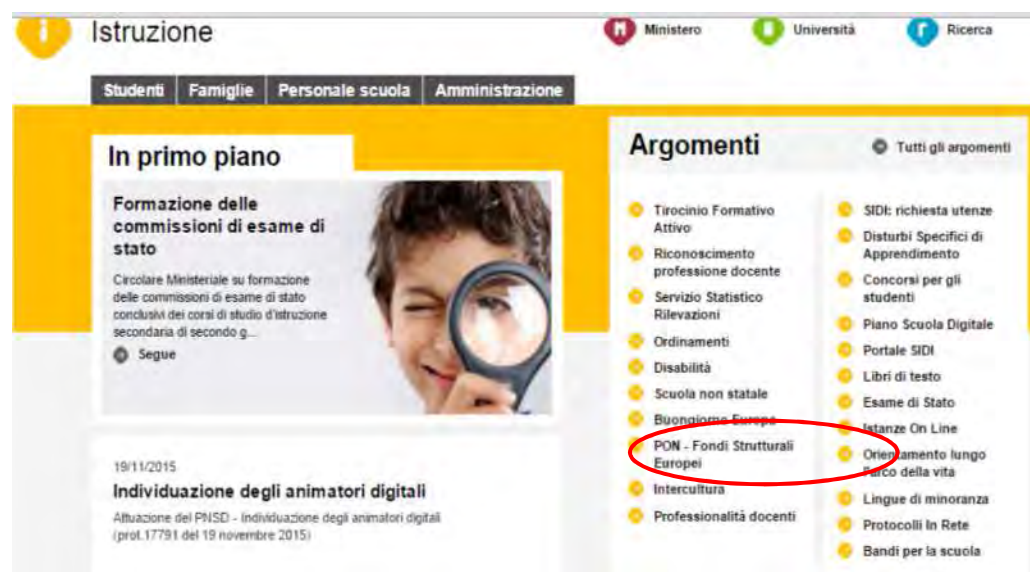 i Istruzione
Ministero
Università
Ricerca
Studenti Famiglie Personale scuola Amministrazione
In primo piano
Formazione delle
commissioni di esame di
stato
Circolare Ministeriale su formazione
delle commissioni di esame di stato
conclusivi dei corsi di studio d'istruzione
secondaria di secondo g...
Segue
19/11/2015
Individuazione degli animatori digitali
Attuazione del PNSD - Individuazione degli animatori digitali
(prot.17791 del 19 novembre 2015)
Argomenti
Tutti gli argomenti
Tirocinio Formativo
Attivo
Riconoscimento
professione docente
Servizio Statistico
Rilevazioni
Ordinamenti
Disabilità
Scuola non statale
Buongiorno Europa
PON - Fondi Strutturali
Europei
Intercultura
Professionalità docenti
SIDI: richiesta utenze
Disturbi Specifici di
Apprendimento
Concorsi per gli
studenti
Piano Scuola Digitale
Portale SIDI
Libri di testo
Esame di Stato
Istanze On Line
Orientamento lungo
l'arco della vita
Lingue di minoranza
Protocolli In Rete
Bandi per la scuola